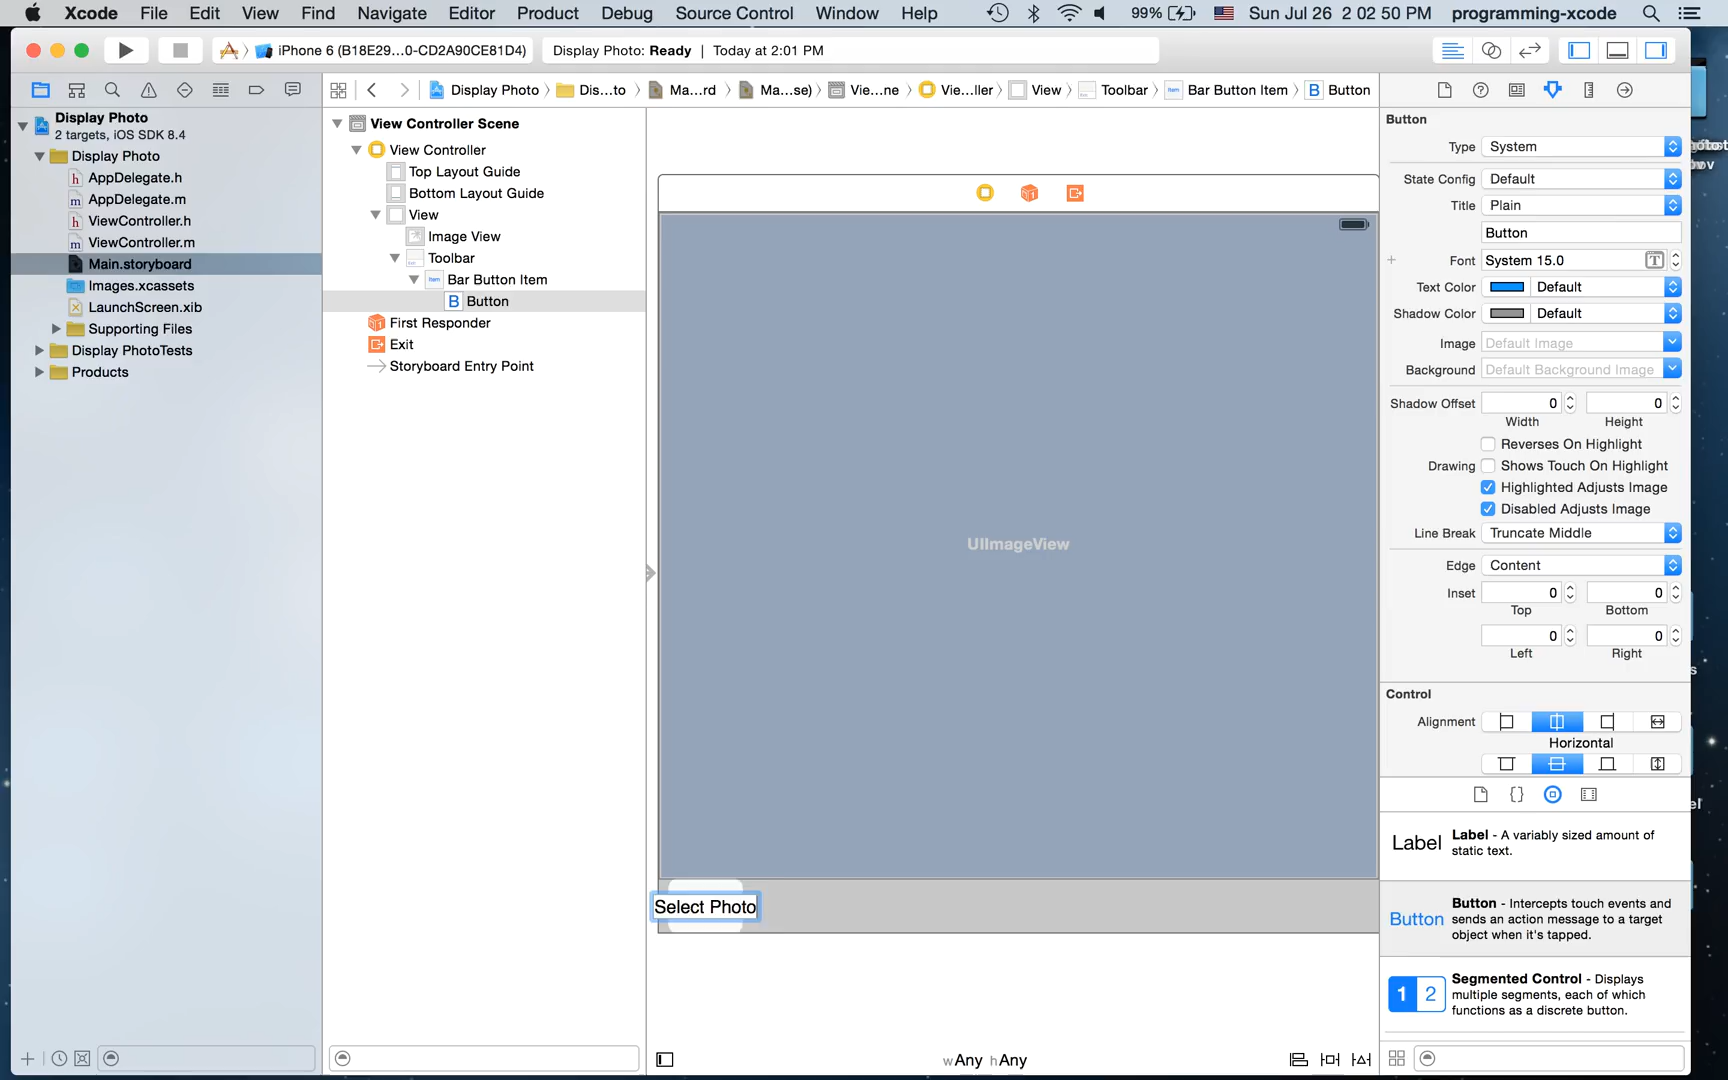 Xcode File Edit View Find Navigate Editor Product Debug Source Control Window Help 99% Sun Jul 26 2 02 50 PM programming-xcode
iPhone 6 (B18E29...0-CD2A90CE81D4) Display Photo: Ready | Today at 2:01 PM
Display Photo Dis...to Ma...rd Ma...se) Vie...ne Vie...ller View Toolbar Item Bar Button Item B Button
Display Photo
2 targets, iOS SDK 8.4
Display Photo
h AppDelegate.h
m AppDelegate.m
h ViewController.h
m ViewController.m
Main.storyboard
Images.xcassets
LaunchScreen.xib
Supporting Files
Display PhotoTests
Products
View Controller Scene
View Controller
Top Layout Guide
Bottom Layout Guide
View
Image View
Toolbar
Item Bar Button Item
B Button
First Responder
Exit
Storyboard Entry Point
UIImageView
Select Photo
w Any h Any
Button
Type System
State Config Default
Title Plain
Button
Font System 15.0 T
Text Color Default
Shadow Color Default
Image Default Image
Background Default Background Image
Shadow Offset 0 0
Width Height
Reverses On Highlight
Drawing Shows Touch On Highlight
Highlighted Adjusts Image
Disabled Adjusts Image
Line Break Truncate Middle
Edge Content
Inset 0 0
Top Bottom
0 0
Left Right
Control
Alignment
Horizontal
Label Label - A variably sized amount of
static text.
Button Button - Intercepts touch events and
sends an action message to a target
object when it's tapped.
1 2 Segmented Control - Displays
multiple segments, each of which
functions as a discrete button.